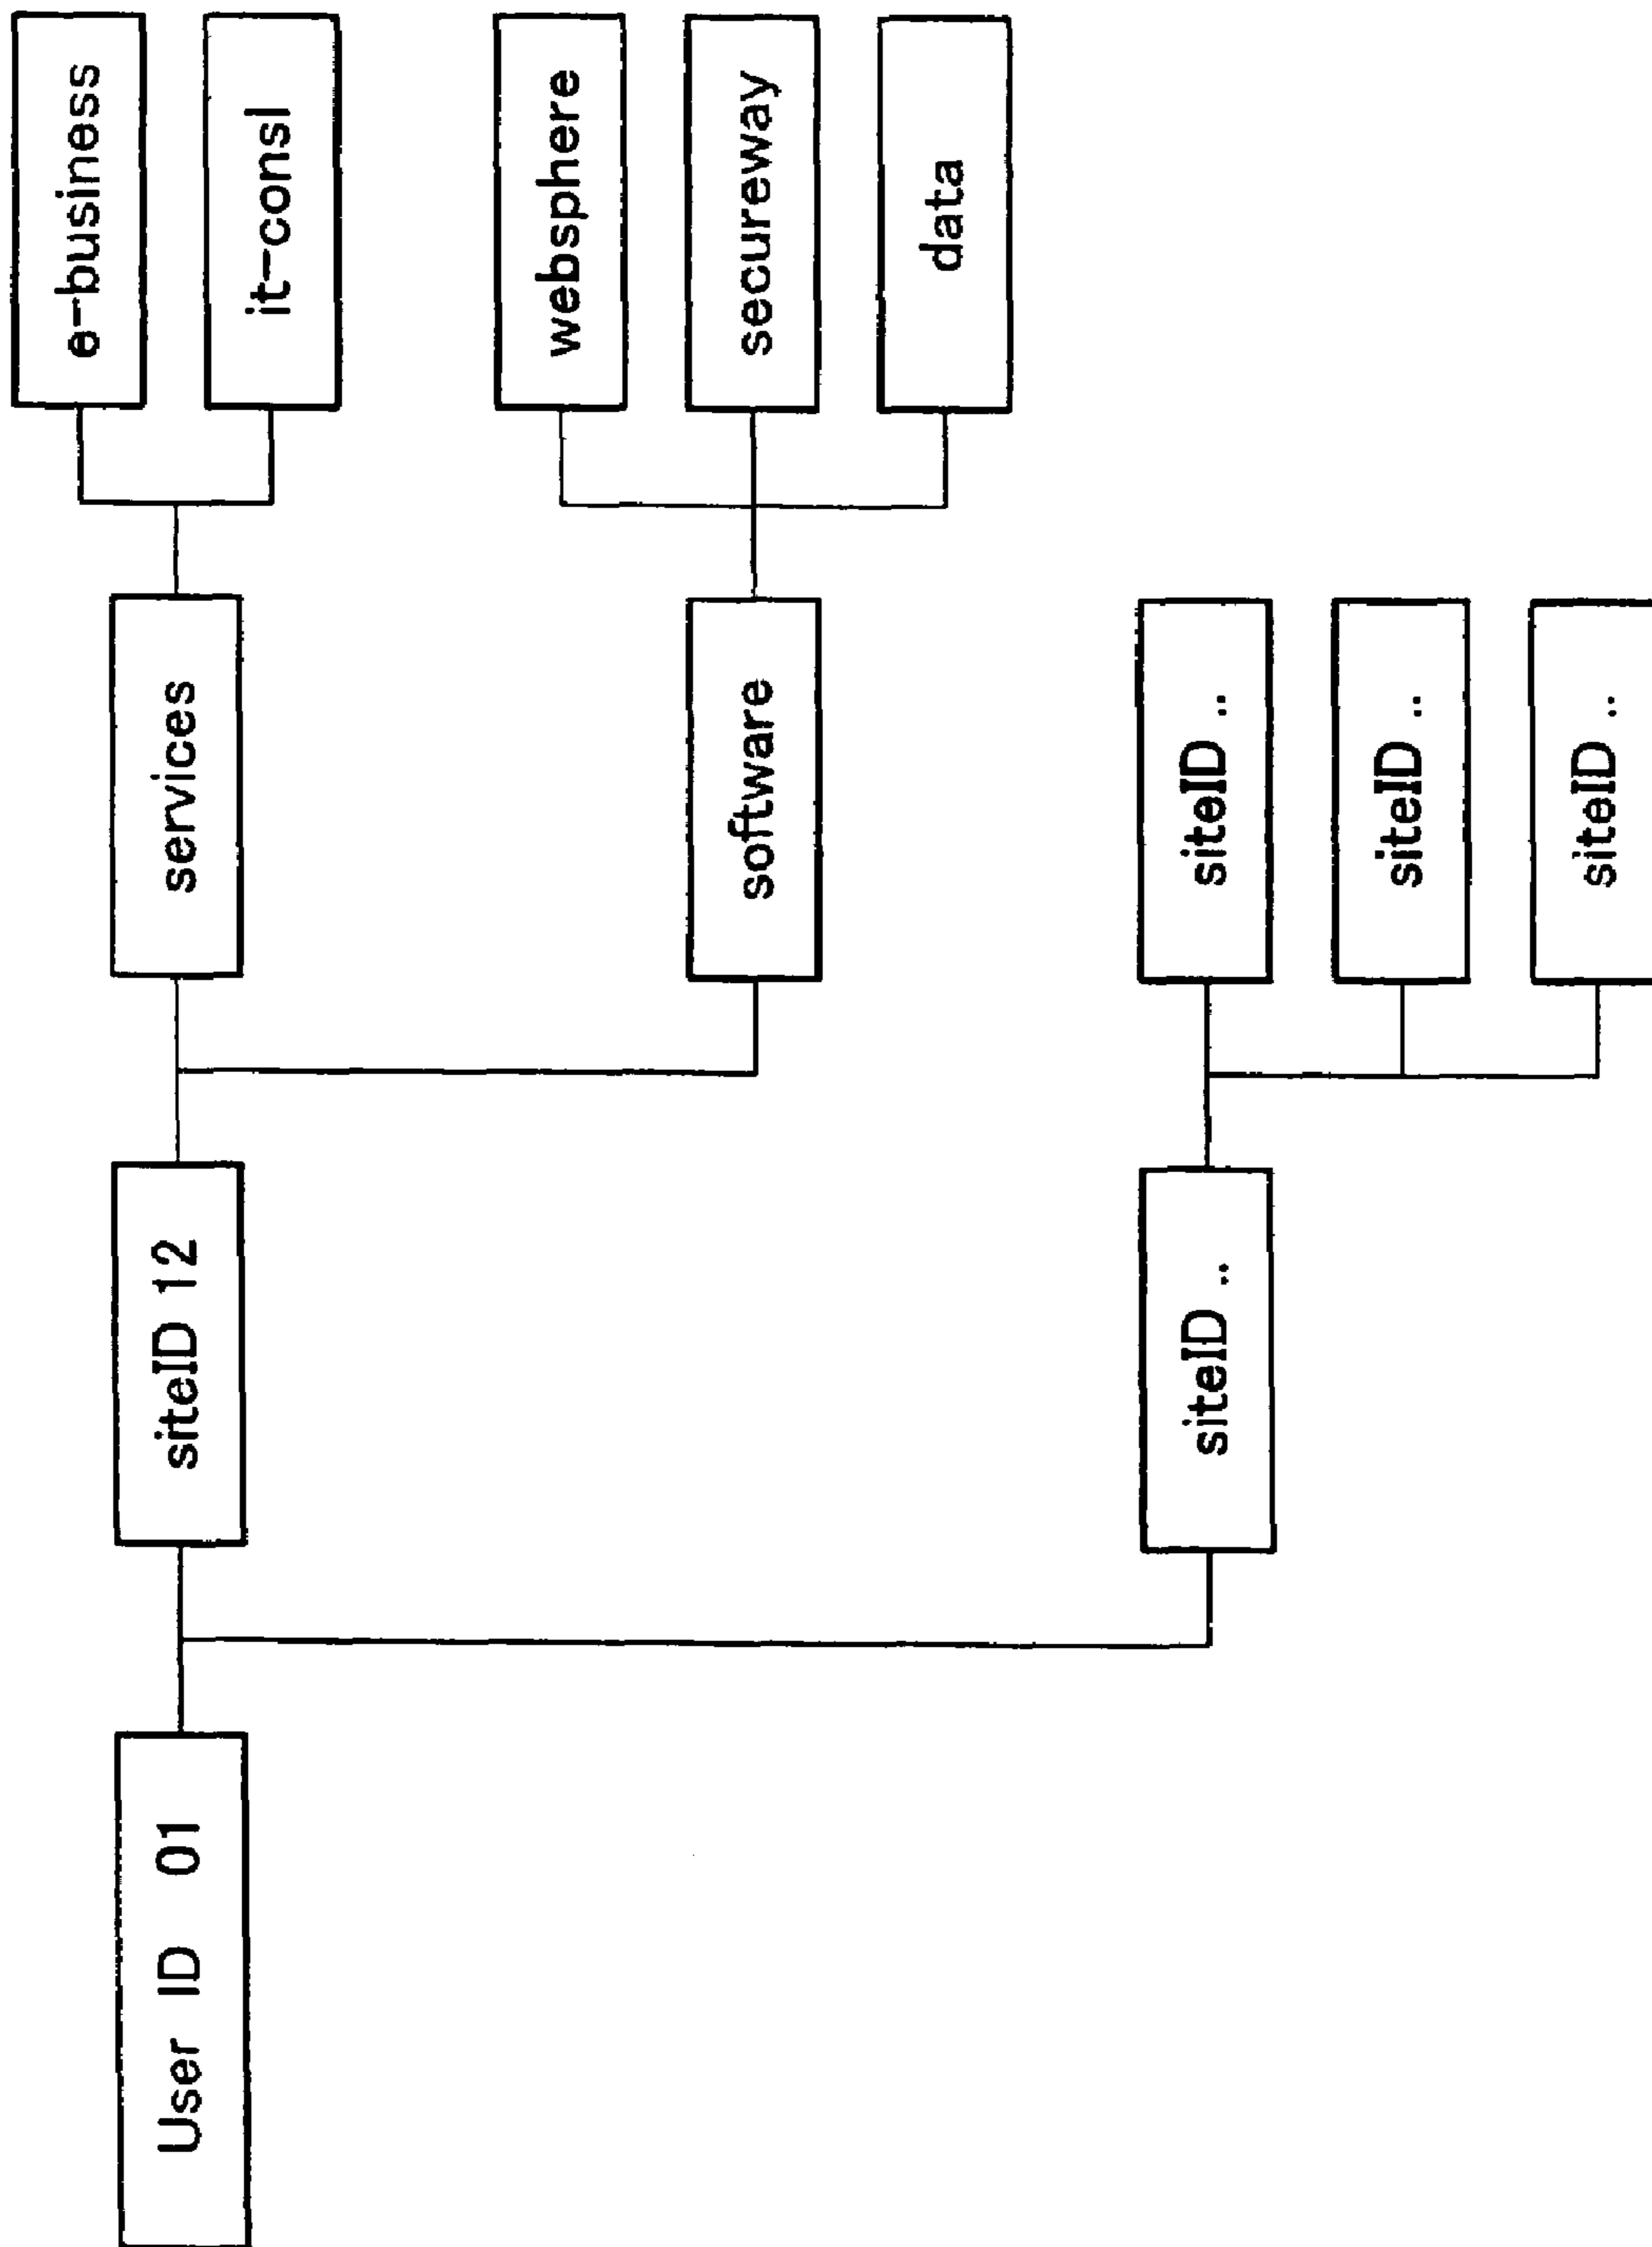 User ID 01
siteID 12
services
e-business
it-consl
software
websphere
secureway
data
siteID ..
siteID ..
siteID ..
siteID ..